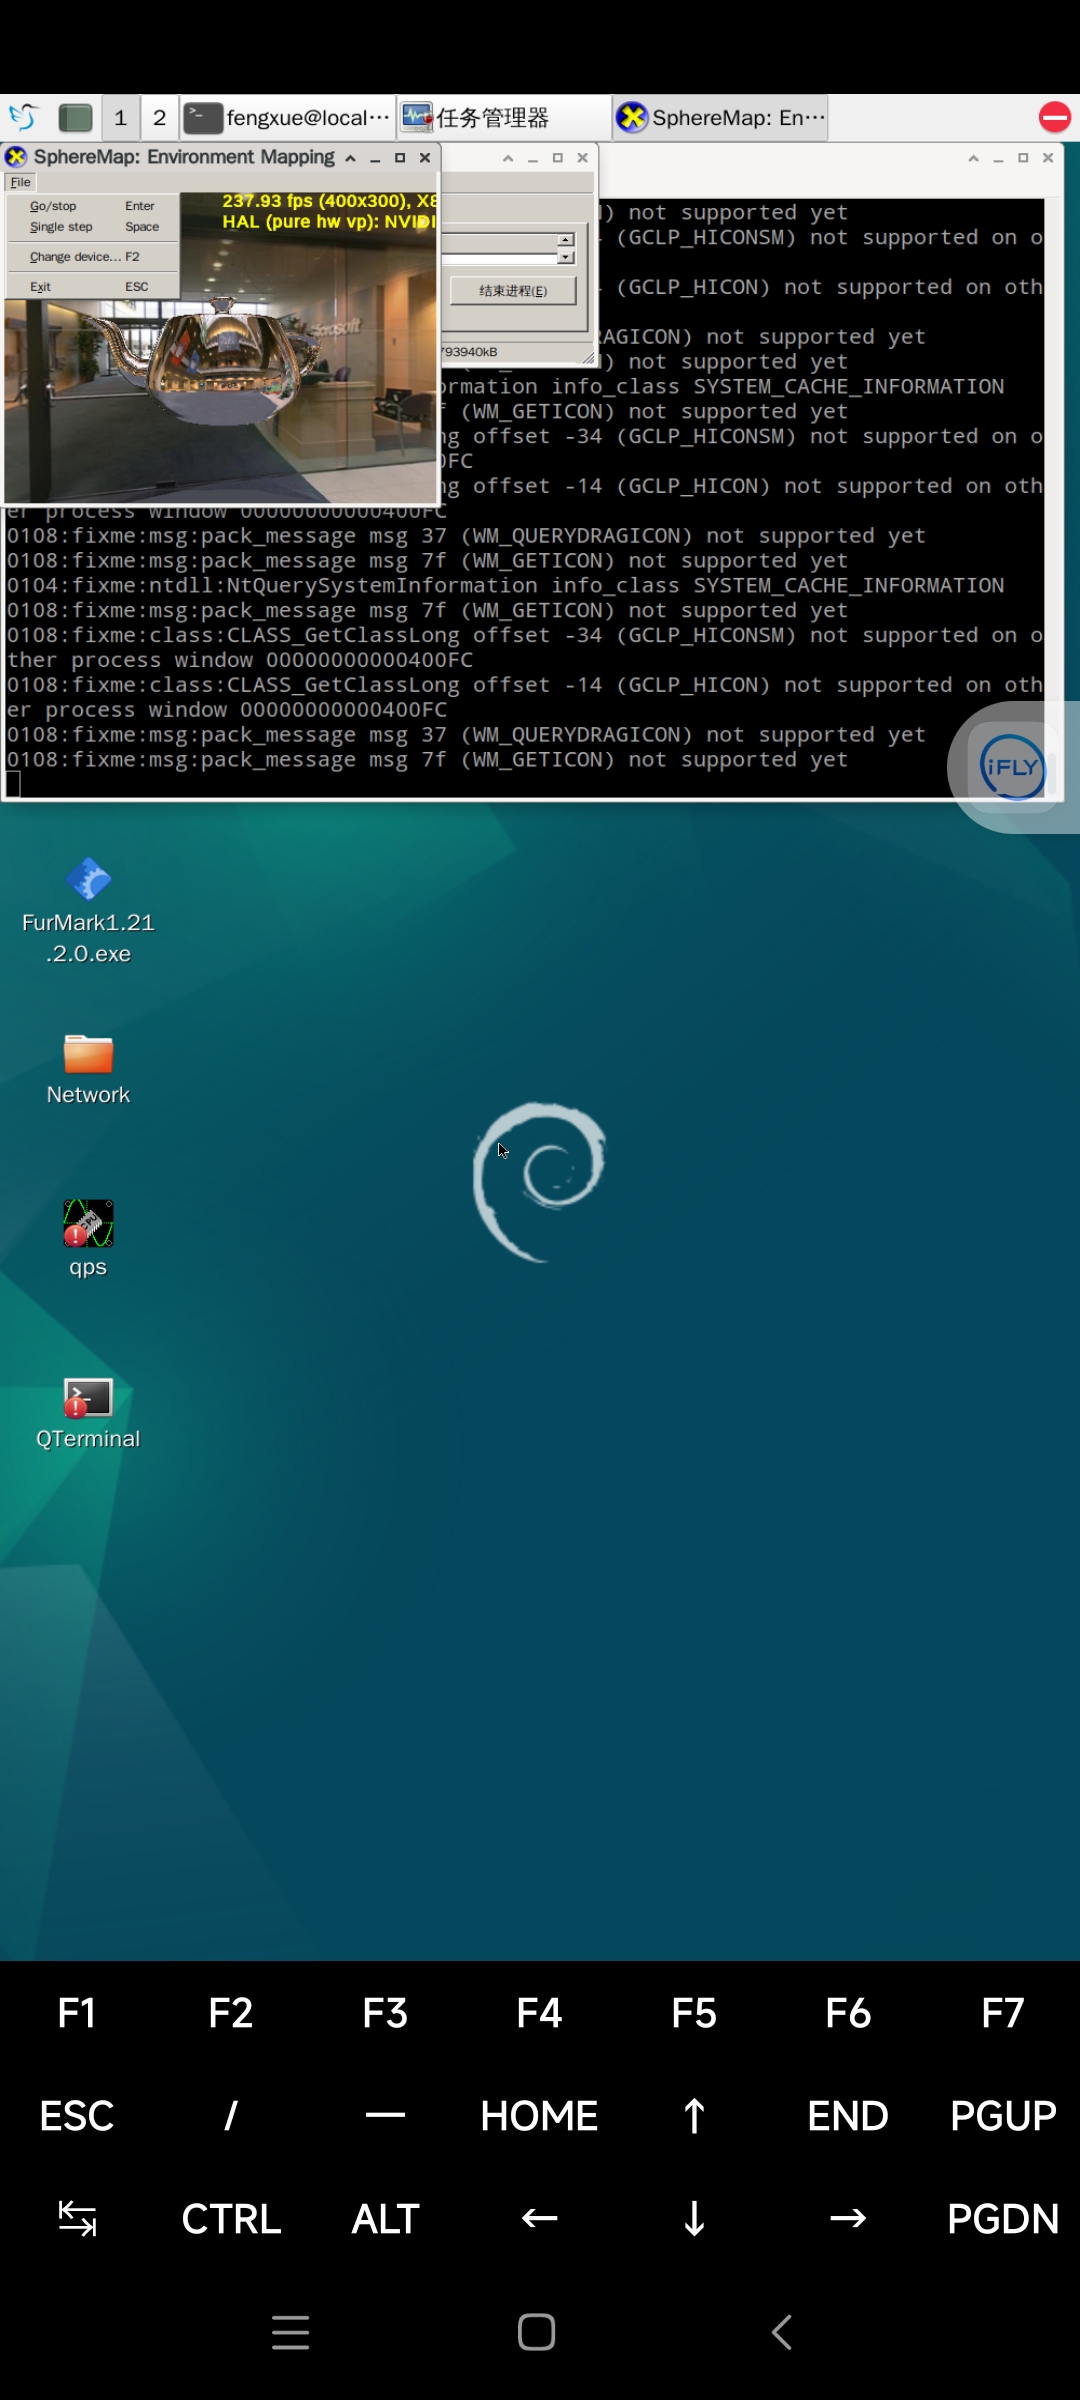 1
2
fengxue@local···
任务管理器
SphereMap: En···
SphereMap: Environment Mapping
File
Go/stop Enter
Single step Space
Change device... F2
Exit ESC
237.93 fps (400x300), X8
HAL (pure hw vp): NVIDI
Microsoft
结束进程(E)
793940kB
) not supported yet
(GCLP_HICONSM) not supported on o
(GCLP_HICON) not supported on oth
RAGICON) not supported yet
) not supported yet
rmation info_class SYSTEM_CACHE_INFORMATION
f (WM_GETICON) not supported yet
ng offset -34 (GCLP_HICONSM) not supported on o
0FC
ng offset -14 (GCLP_HICON) not supported on oth
er process window 00000000000400FC
0108:fixme:msg:pack_message msg 37 (WM_QUERYDRAGICON) not supported yet
0108:fixme:msg:pack_message msg 7f (WM_GETICON) not supported yet
0104:fixme:ntdll:NtQuerySystemInformation info_class SYSTEM_CACHE_INFORMATION
0108:fixme:msg:pack_message msg 7f (WM_GETICON) not supported yet
0108:fixme:class:CLASS_GetClassLong offset -34 (GCLP_HICONSM) not supported on o
ther process window 00000000000400FC
0108:fixme:class:CLASS_GetClassLong offset -14 (GCLP_HICON) not supported on oth
er process window 00000000000400FC
0108:fixme:msg:pack_message msg 37 (WM_QUERYDRAGICON) not supported yet
0108:fixme:msg:pack_message msg 7f (WM_GETICON) not supported yet
iFLY
FurMark1.21
.2.0.exe
Network
qps
QTerminal
F1 F2 F3 F4 F5 F6 F7
ESC / — HOME ↑ END PGUP
CTRL ALT ← ↓ → PGDN